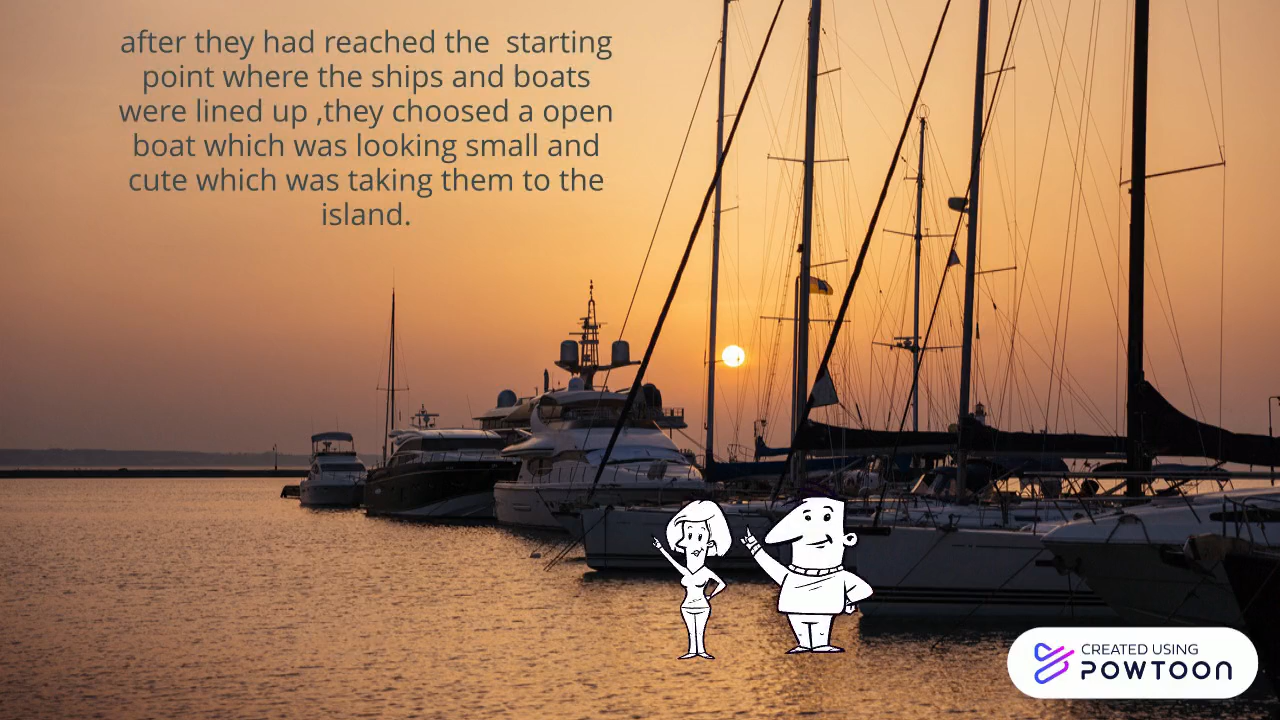 after they had reached the  starting
point where the ships and boats
were lined up ,they choosed a open
boat which was looking small and
cute which was taking them to the
island.
CREATED USING
POWTOON